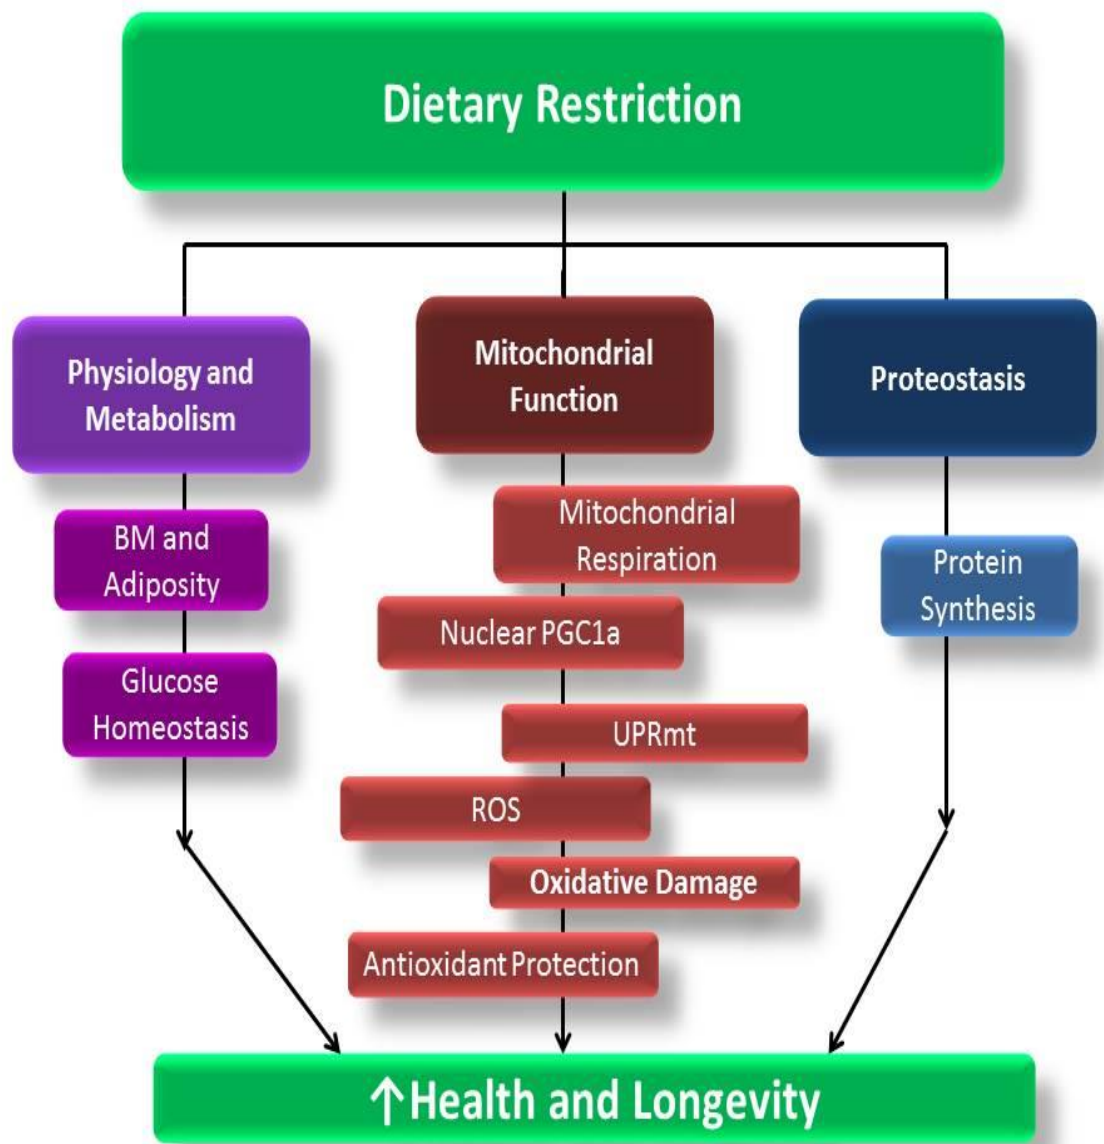 Dietary Restriction
Physiology and
Metabolism
BM and
Adiposity
Glucose
Homeostasis
Mitochondrial
Function
Mitochondrial
Respiration
Nuclear PGC1a
UPRmt
ROS
Oxidative Damage
Antioxidant Protection
Proteostasis
Protein
Synthesis
↑Health and Longevity